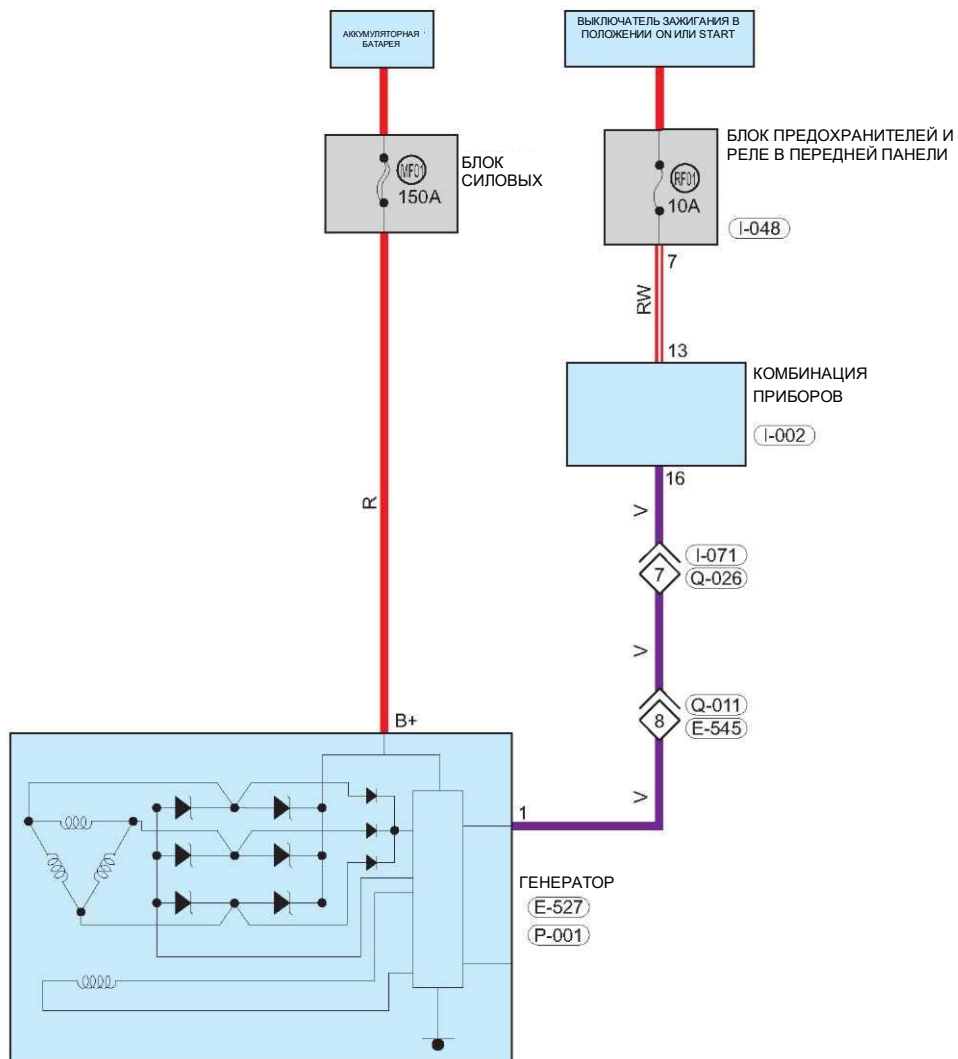 АККУМУЛЯТОРНАЯ
БАТАРЕЯ
ВЫКЛЮЧАТЕЛЬ ЗАЖИГАНИЯ В
ПОЛОЖЕНИИ ON ИЛИ START
MF01
150A
БЛОК
СИЛОВЫХ
RF01
10A
БЛОК ПРЕДОХРАНИТЕЛЕЙ И
РЕЛЕ В ПЕРЕДНЕЙ ПАНЕЛИ
I-048
7
RW
13
КОМБИНАЦИЯ
ПРИБОРОВ
I-002
16
R
V
7
I-071
Q-026
V
8
Q-011
E-545
V
B+
1
ГЕНЕРАТОР
E-527
P-001